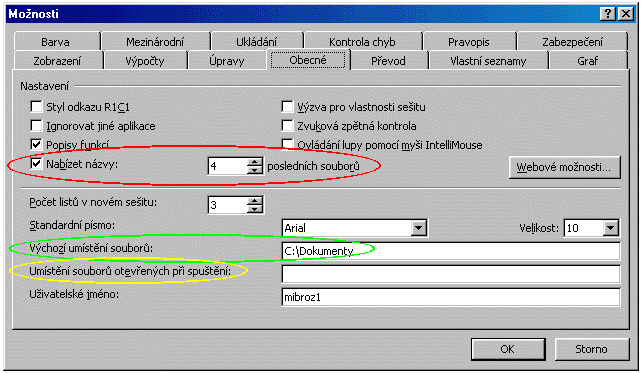 Možnosti
Barva Mezinárodní Ukládání Kontrola chyb Pravopis Zabezpečení
Zobrazení Výpočty Úpravy Obecné Převod Vlastní seznamy Graf
Nastavení
Styl odkazu R1C1 Výzva pro vlastnosti sešitu
Ignorovat jiné aplikace Zvuková zpětná kontrola
Popisy funkcí Ovládání lupy pomocí myši IntelliMouse
Nabízet názvy: 4 posledních souborů Webové možnosti...
Počet listů v novém sešitu: 3
Standardní písmo: Arial Velikost: 10
Výchozí umístění souborů: C:\Dokumenty
Umístění souborů otevřených při spuštění:
Uživatelské jméno: mibroz1
OK Storno